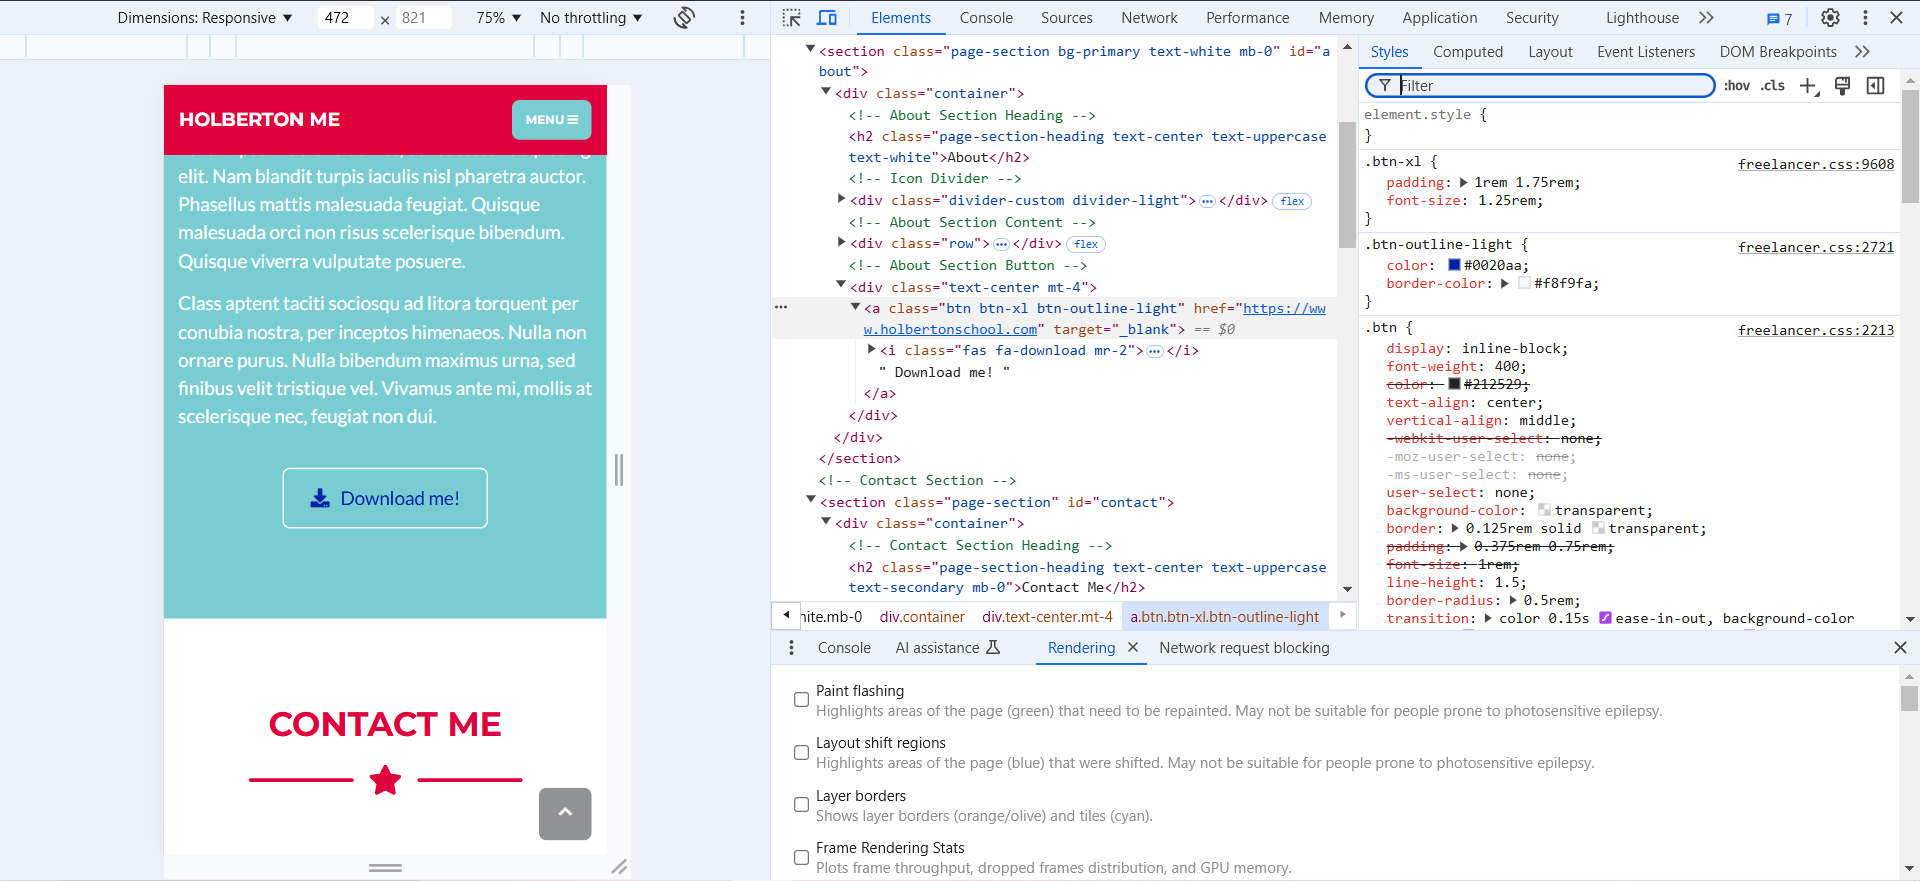 Dimensions: Responsive
472
×
821
75%
No throttling
Elements
Console
Sources
Network
Performance
Memory
Application
Security
Lighthouse
7
HOLBERTON ME
MENU
elit. Nam blandit turpis iaculis nisl pharetra auctor.
Phasellus mattis malesuada feugiat. Quisque
malesuada orci non risus scelerisque bibendum.
Quisque viverra vulputate posuere.
Class aptent taciti sociosqu ad litora torquent per
conubia nostra, per inceptos himenaeos. Nulla non
ornare purus. Nulla bibendum maximus urna, sed
finibus velit tristique vel. Vivamus ante mi, mollis at
scelerisque nec, feugiat non dui.
Download me!
CONTACT ME
<section class="page-section bg-primary text-white mb-0" id="a
bout">
<div class="container">
<!-- About Section Heading -->
<h2 class="page-section-heading text-center text-uppercase
text-white">About</h2>
<!-- Icon Divider -->
<div class="divider-custom divider-light">…</div> flex
<!-- About Section Content -->
<div class="row">…</div> flex
<!-- About Section Button -->
<div class="text-center mt-4">
… <a class="btn btn-xl btn-outline-light" href="https://ww
w.holbertonschool.com" target="_blank"> == $0
<i class="fas fa-download mr-2">…</i>
" Download me! "
</a>
</div>
</div>
</section>
<!-- Contact Section -->
<section class="page-section" id="contact">
<div class="container">
<!-- Contact Section Heading -->
<h2 class="page-section-heading text-center text-uppercase
text-secondary mb-0">Contact Me</h2>
hite.mb-0
div.container
div.text-center.mt-4
a.btn.btn-xl.btn-outline-light
Styles
Computed
Layout
Event Listeners
DOM Breakpoints
Filter
:hov
.cls
element.style {
}
.btn-xl {
freelancer.css:9608
padding: 1rem 1.75rem;
font-size: 1.25rem;
}
.btn-outline-light {
freelancer.css:2721
color: #0020aa;
border-color: #f8f9fa;
}
.btn {
freelancer.css:2213
display: inline-block;
font-weight: 400;
color: #212529;
text-align: center;
vertical-align: middle;
-webkit-user-select: none;
-moz-user-select: none;
-ms-user-select: none;
user-select: none;
background-color: transparent;
border: 0.125rem solid transparent;
padding: 0.375rem 0.75rem;
font-size: 1rem;
line-height: 1.5;
border-radius: 0.5rem;
transition: color 0.15s ease-in-out, background-color
Console
AI assistance
Rendering
Network request blocking
Paint flashing
Highlights areas of the page (green) that need to be repainted. May not be suitable for people prone to photosensitive epilepsy.
Layout shift regions
Highlights areas of the page (blue) that were shifted. May not be suitable for people prone to photosensitive epilepsy.
Layer borders
Shows layer borders (orange/olive) and tiles (cyan).
Frame Rendering Stats
Plots frame throughput, dropped frames distribution, and GPU memory.